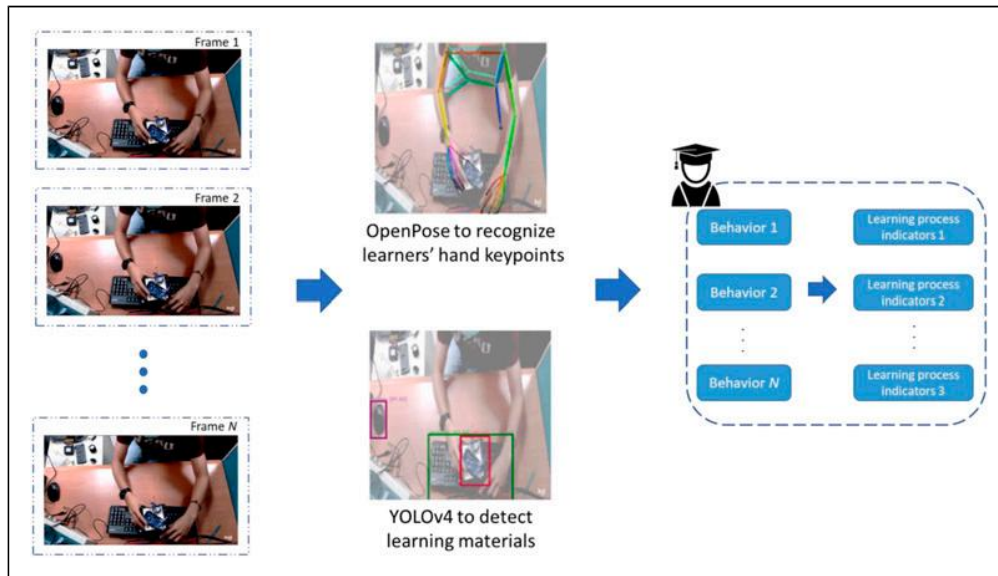 Frame 1
Frame 2
Frame N
OpenPose to recognize
learners' hand keypoints
YOLOv4 to detect
learning materials
Behavior 1
Learning process
indicators 1
Behavior 2
Learning process
indicators 2
Behavior N
Learning process
indicators 3